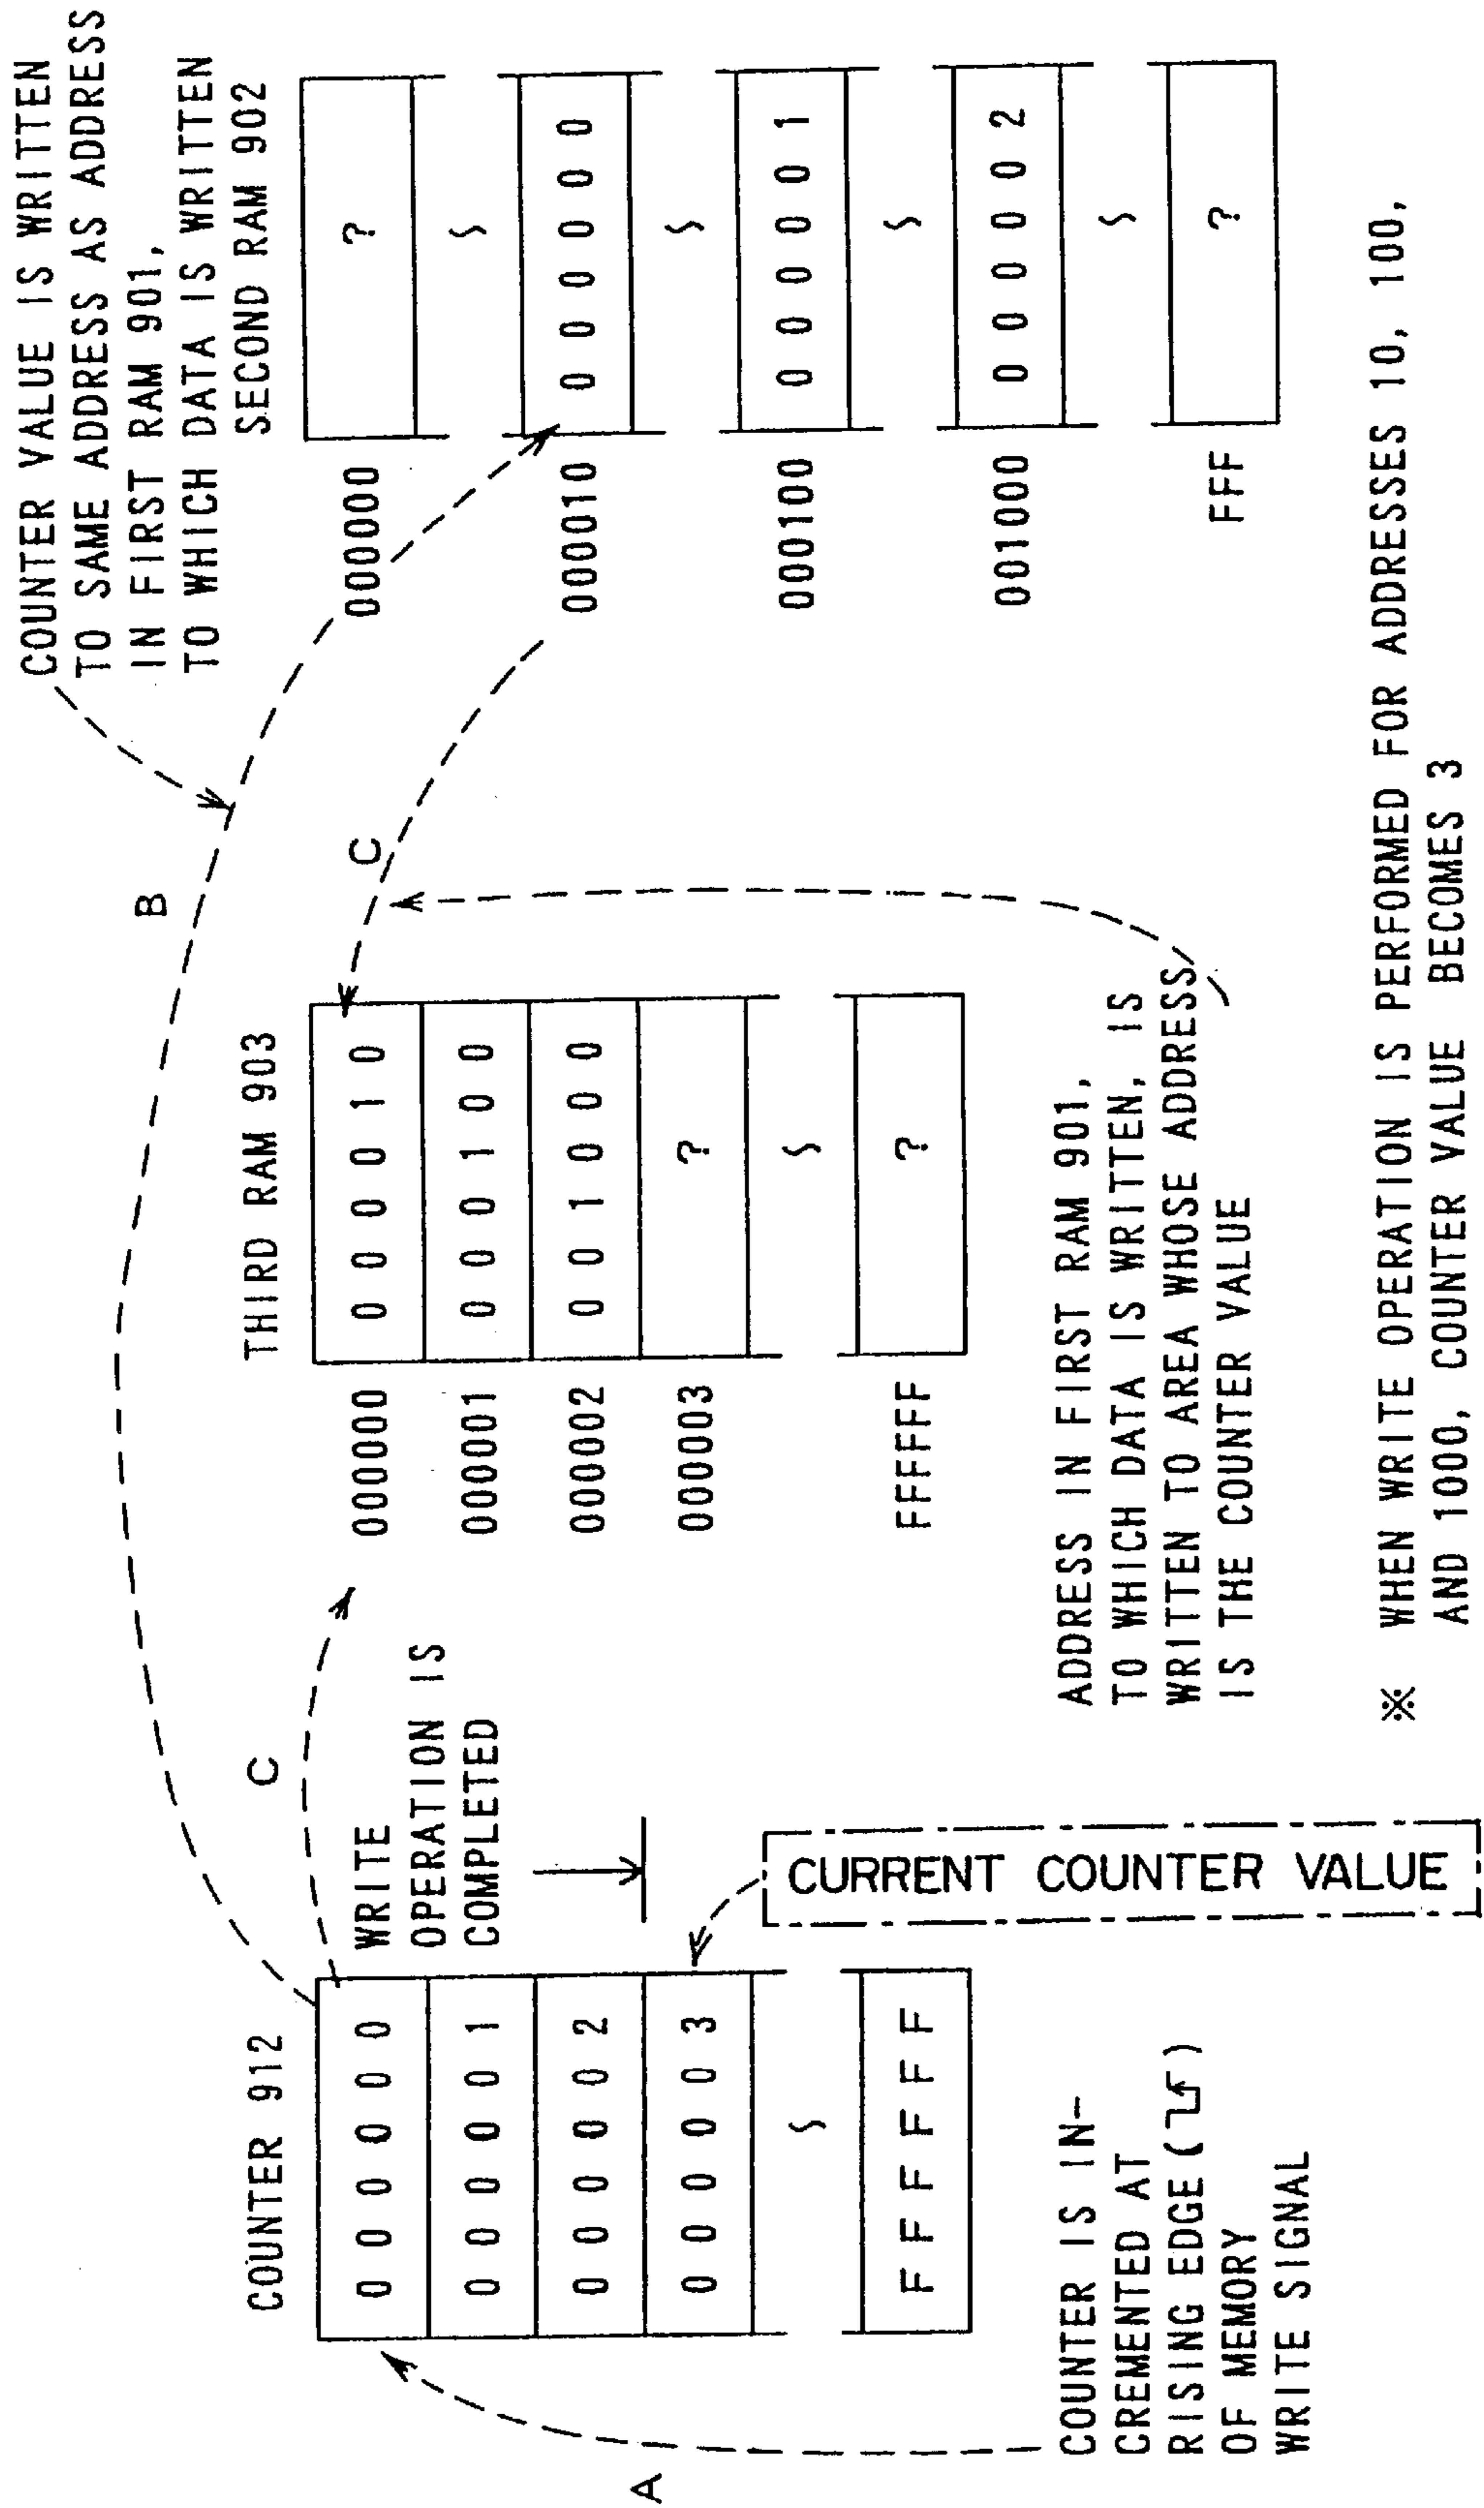 COUNTER VALUE IS WRITTEN
TO SAME ADDRESS AS ADDRESS
IN FIRST RAM 901,
TO WHICH DATA IS WRITTEN
B
COUNTER 912
0 0 0 0 0 0
0 0 0 0 0 1
0 0 0 0 0 2
0 0 0 0 0 3
F F F F F F
A
COUNTER IS IN-
CREMENTED AT
RISING EDGE ( )
OF MEMORY
WRITE SIGNAL
C
WRITE
OPERATION IS
COMPLETED
CURRENT COUNTER VALUE
THIRD RAM 903
000000 0 0 0 0 1 0
000001 0 0 0 1 0 0
000002 0 0 1 0 0 0
000003 ?
FFFFFF ?
C
ADDRESS IN FIRST RAM 901,
TO WHICH DATA IS WRITTEN, IS
WRITTEN TO AREA WHOSE ADDRESS
IS THE COUNTER VALUE
SECOND RAM 902
000000 ?
000010 0 0 0 0 0 0
000100 0 0 0 0 0 1
001000 0 0 0 0 0 2
FFF ?
※ WHEN WRITE OPERATION IS PERFORMED FOR ADDRESSES 10, 100,
AND 1000, COUNTER VALUE BECOMES 3